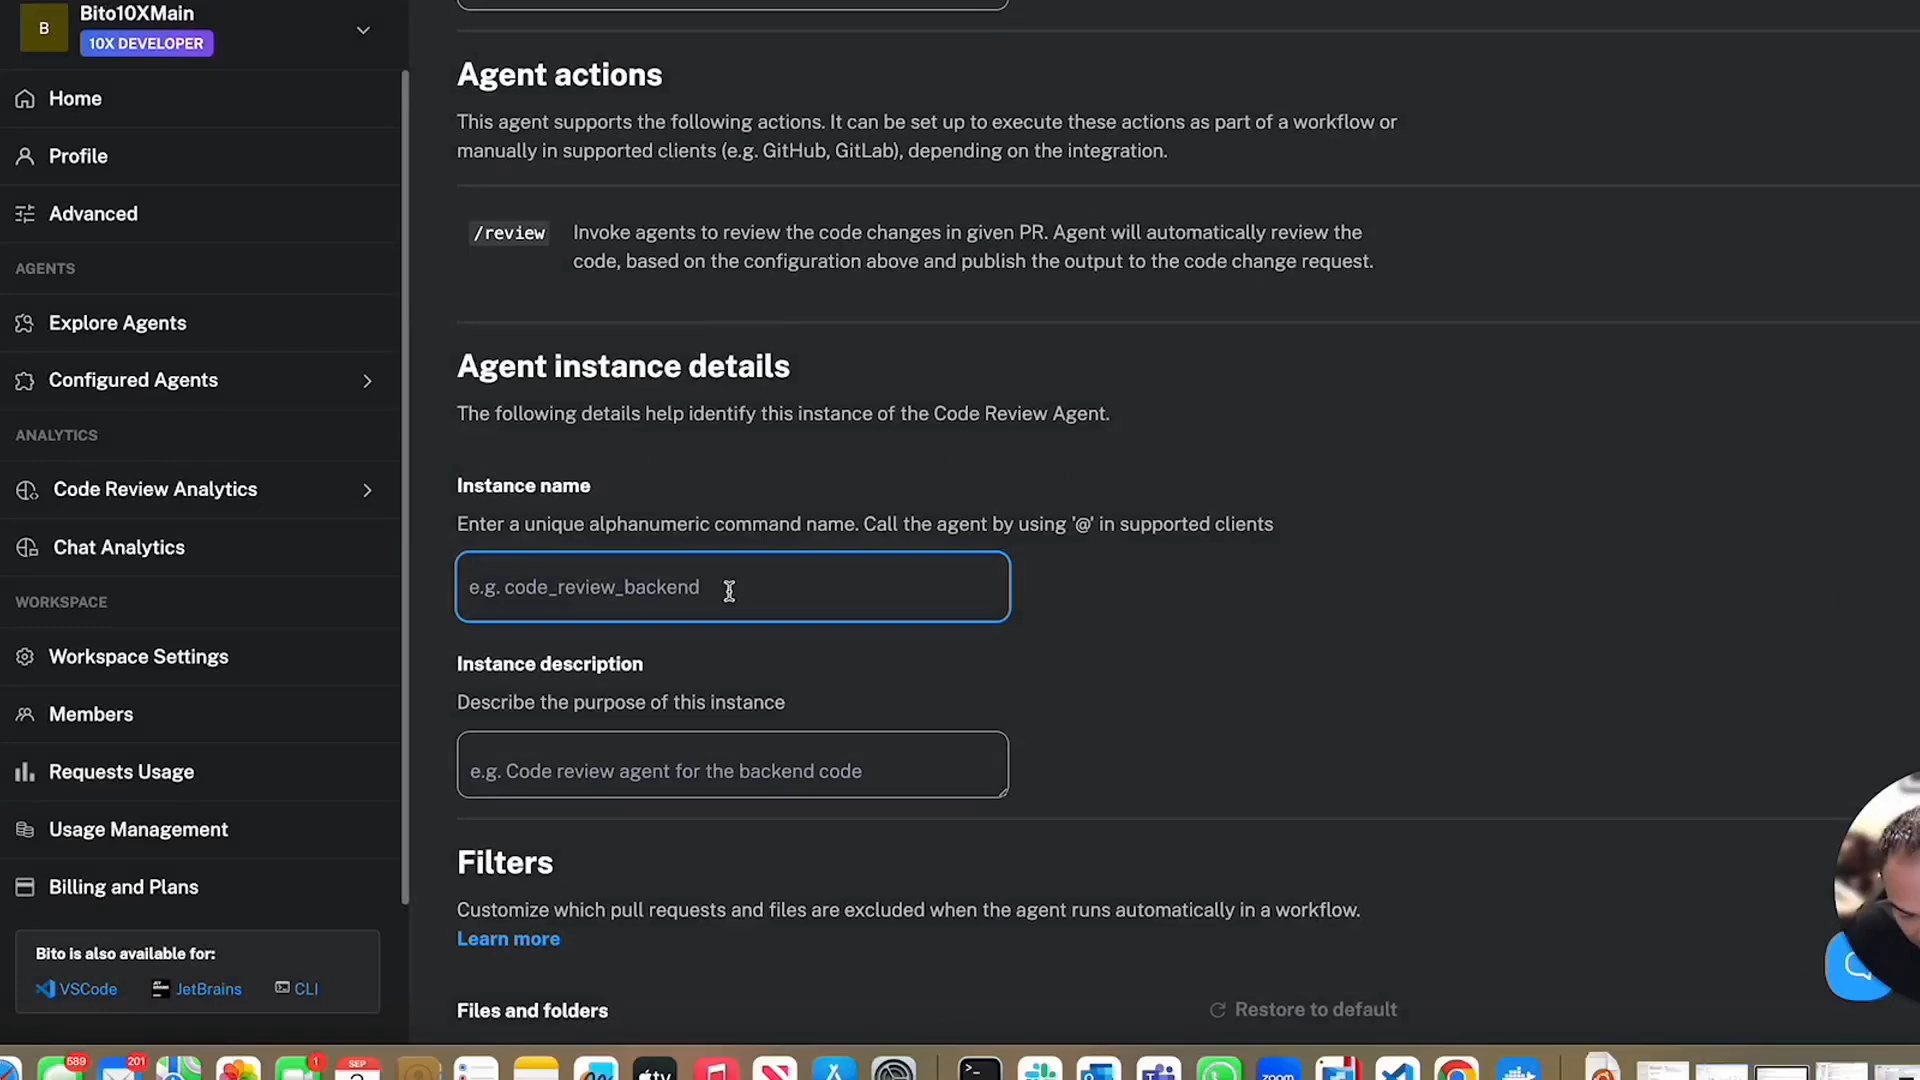 B
Bito10XMain
10X DEVELOPER
Home
Profile
Advanced
AGENTS
Explore Agents
Configured Agents
ANALYTICS
Code Review Analytics
Chat Analytics
WORKSPACE
Workspace Settings
Members
Requests Usage
Usage Management
Billing and Plans
Bito is also available for:
VSCode JetBrains CLI
Agent actions
This agent supports the following actions. It can be set up to execute these actions as part of a workflow or
manually in supported clients (e.g. GitHub, GitLab), depending on the integration.
/review Invoke agents to review the code changes in given PR. Agent will automatically review the
code, based on the configuration above and publish the output to the code change request.
Agent instance details
The following details help identify this instance of the Code Review Agent.
Instance name
Enter a unique alphanumeric command name. Call the agent by using '@' in supported clients
e.g. code_review_backend
Instance description
Describe the purpose of this instance
e.g. Code review agent for the backend code
Filters
Customize which pull requests and files are excluded when the agent runs automatically in a workflow.
Learn more
Files and folders
Restore to default
589 201 1 SEP tv zoom